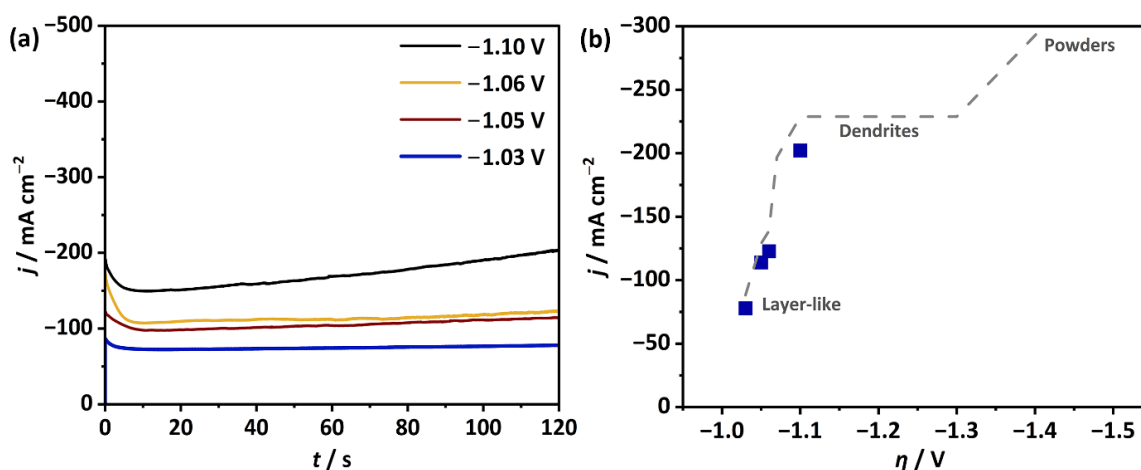 (a)
−500
−400
−300
−200
−100
0
j / mA cm⁻²
−1.10 V
−1.06 V
−1.05 V
−1.03 V
0 20 40 60 80 100 120
t / s
(b)
−300
−250
−200
−150
−100
−50
0
j / mA cm⁻²
Powders
Dendrites
Layer-like
−1.0 −1.1 −1.2 −1.3 −1.4 −1.5
η / V